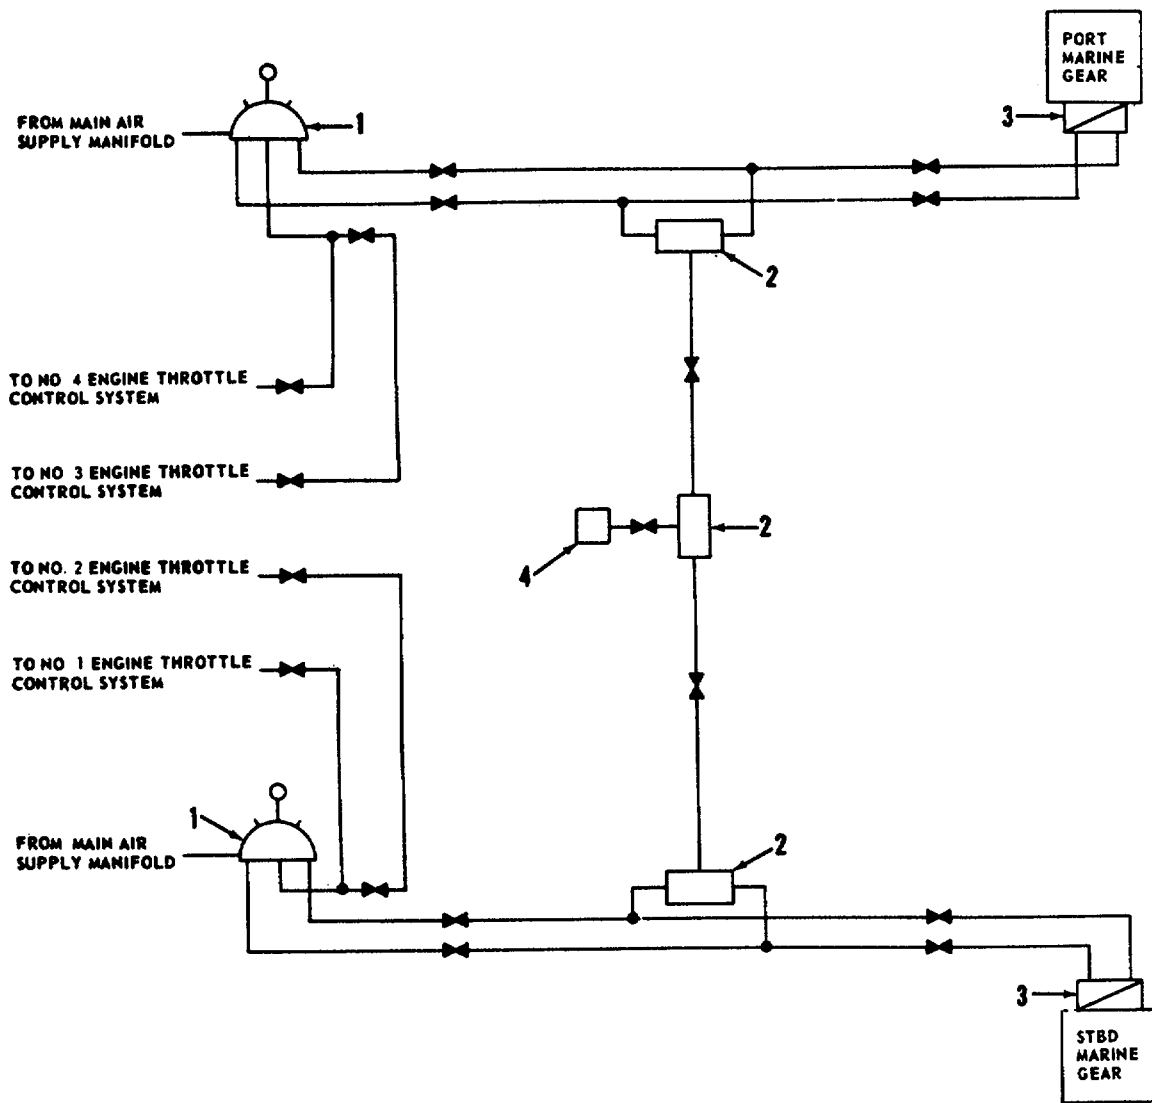 PORT
MARINE
GEAR
3
FROM MAIN AIR
SUPPLY MANIFOLD
1
2
TO NO 4 ENGINE THROTTLE
CONTROL SYSTEM
TO NO 3 ENGINE THROTTLE
CONTROL SYSTEM
2
4
TO NO. 2 ENGINE THROTTLE
CONTROL SYSTEM
TO NO 1 ENGINE THROTTLE
CONTROL SYSTEM
1
FROM MAIN AIR
SUPPLY MANIFOLD
2
3
STBD
MARINE
GEAR